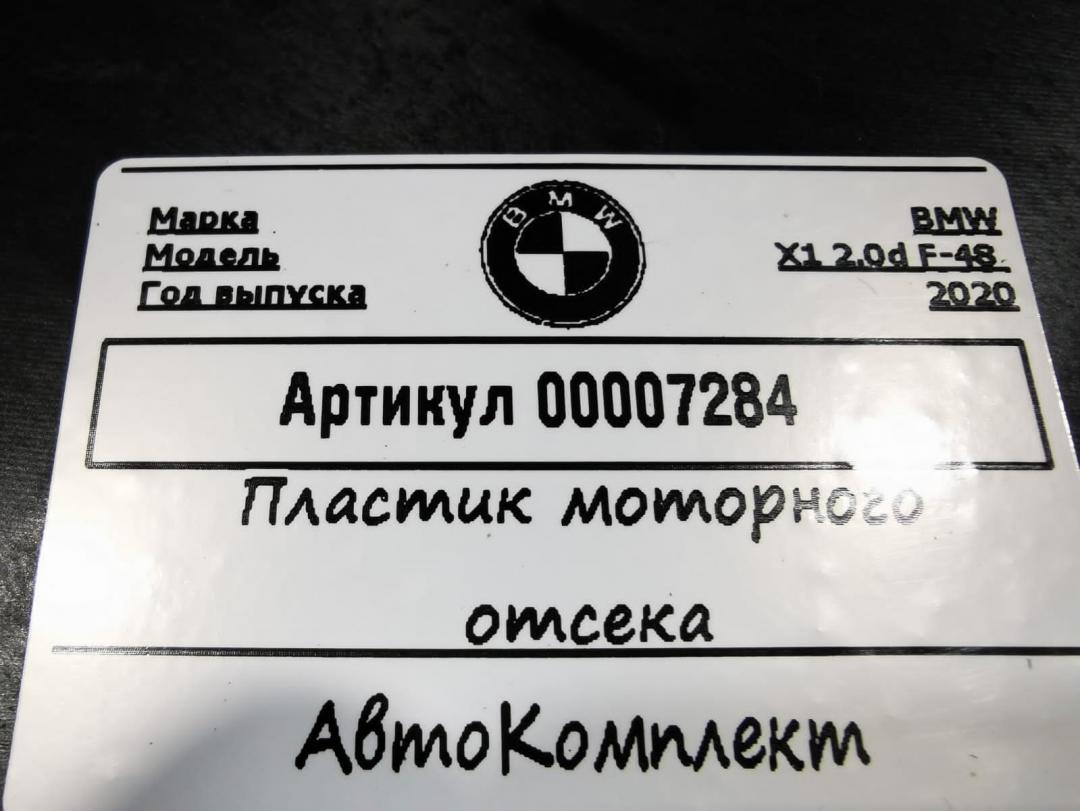 Марка BMW
Модель X1 2.0d F-48
Год выпуска 2020
BMW
Артикул 00007284
Пластик моторного
отсека
АвтоКомплект